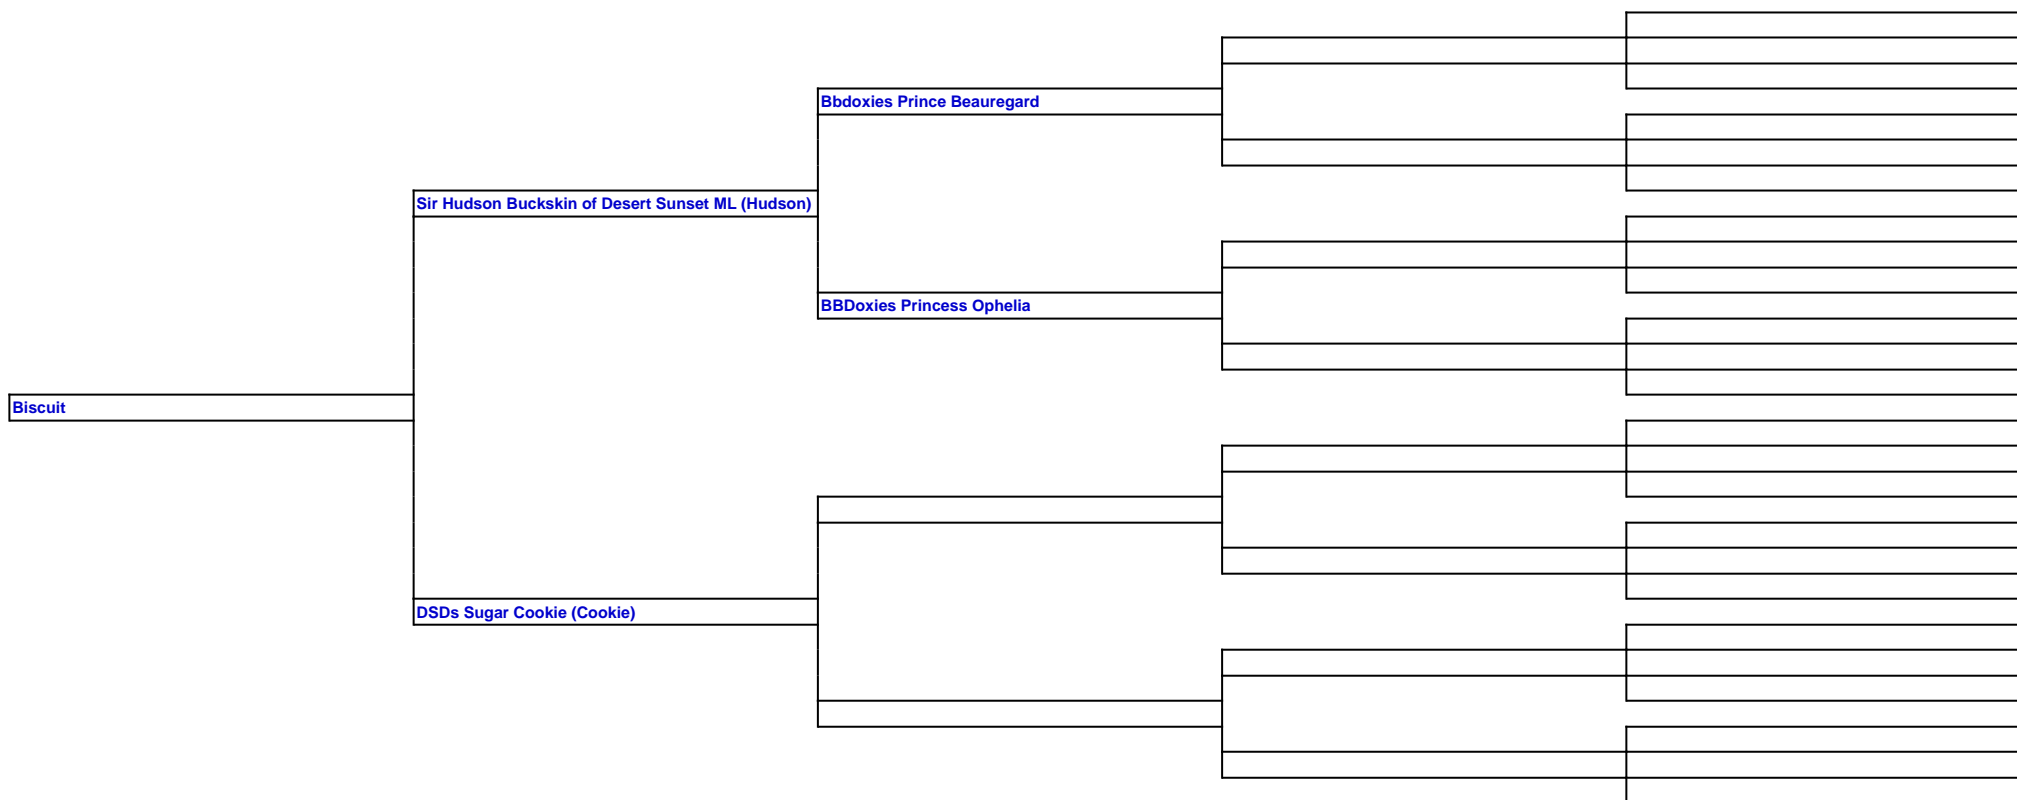 Bbdoxies Prince Beauregard
Sir Hudson Buckskin of Desert Sunset ML (Hudson)
BBDoxies Princess Ophelia
Biscuit
DSDs Sugar Cookie (Cookie)